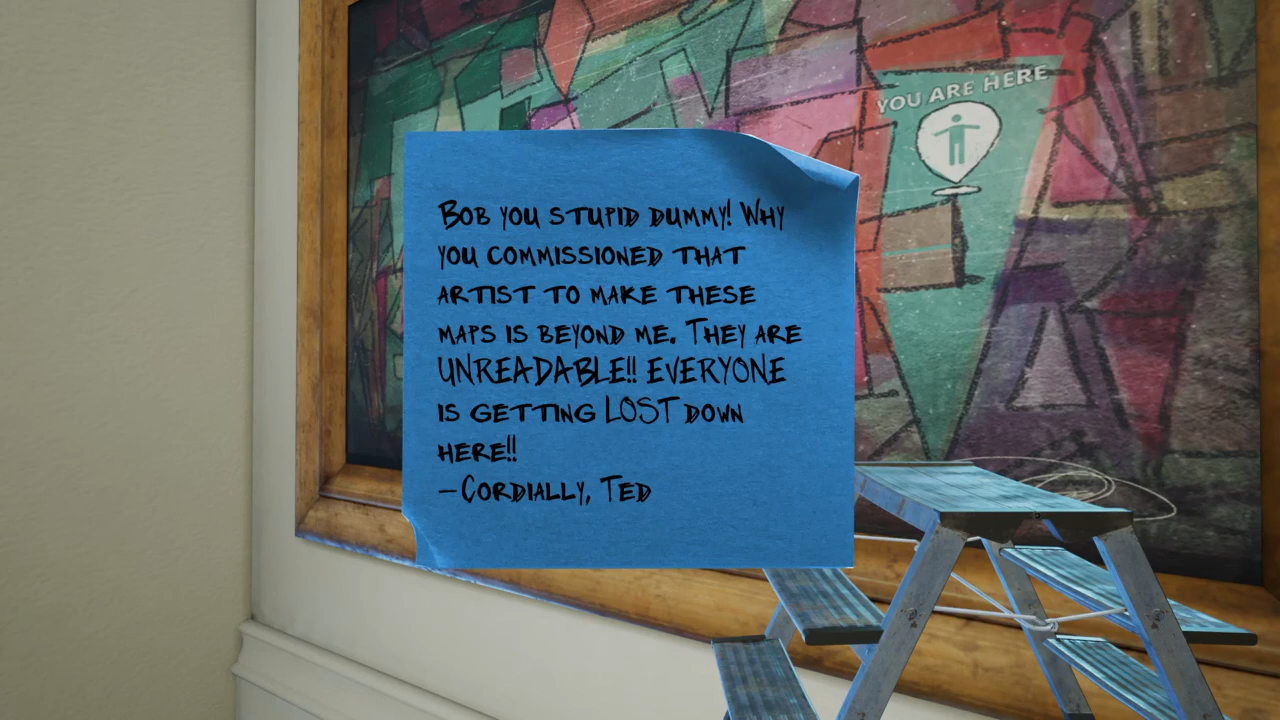 YOU ARE HERE
BOB YOU STUPID DUMMY! WHY
YOU COMMISSIONED THAT
ARTIST TO MAKE THESE
MAPS IS BEYOND ME. THEY ARE
UNREADABLE!! EVERYONE
IS GETTING LOST DOWN
HERE!!
—CORDIALLY, TED